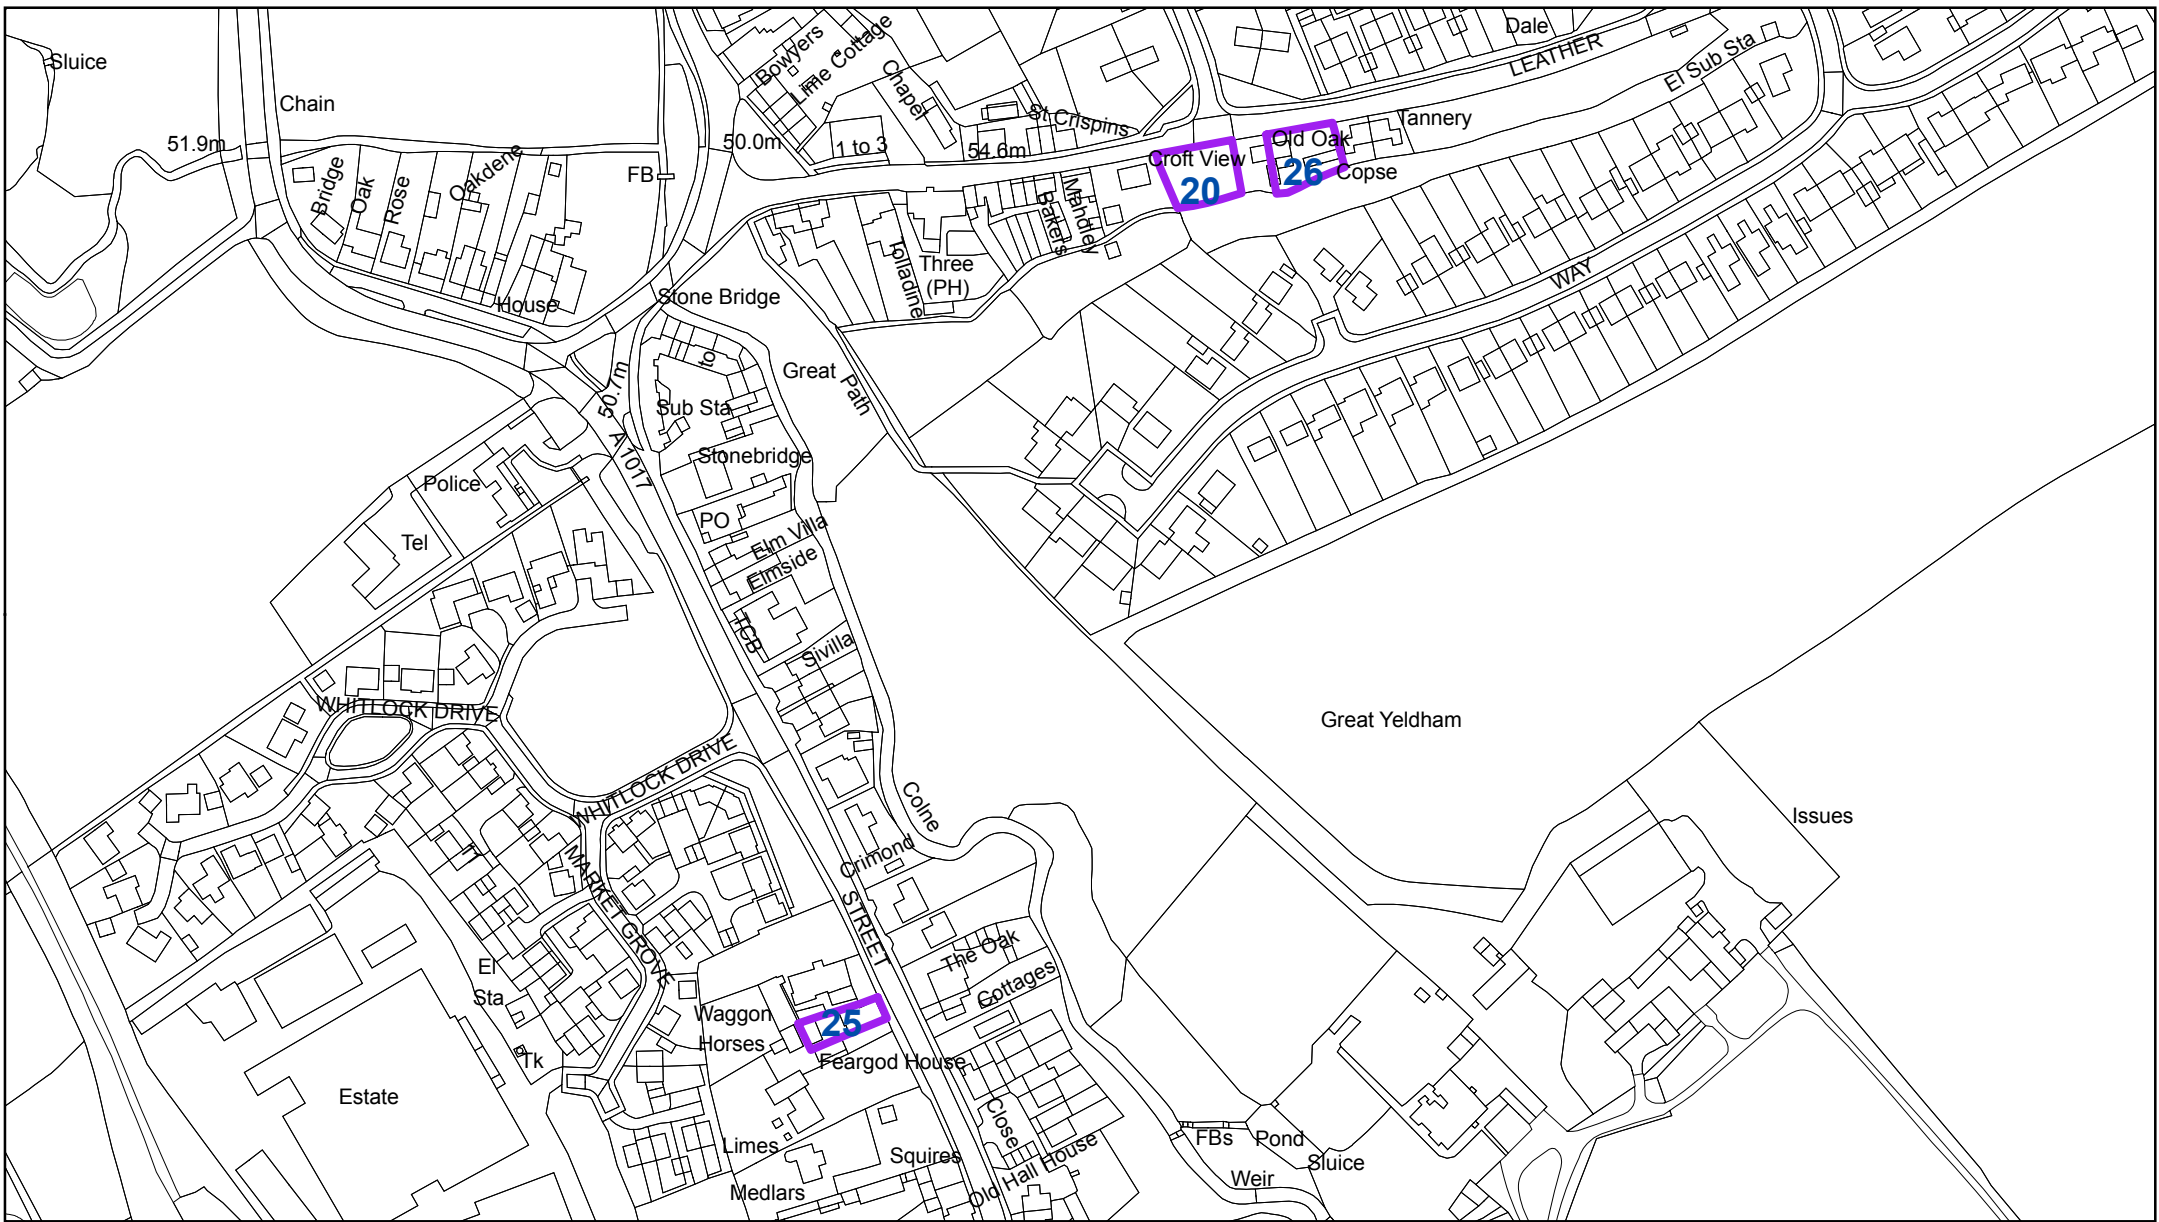 Sluice
Chain
51.9m
Bridge
Oak
Rose
Oakdene
House
FB
50.0m
Bowyers
Lime Cottage
Chapel
1 to 3
54.6m
St Crispins
Dale
LEATHER
El Sub Sta
Tannery
Old Oak
Copse
26
Croft View
20
Mahdley
Bakers
Tolladine
Three
(PH)
WAY
Stone Bridge
to
Great
Path
50.7m
Sub Sta
A 1017
Stonebridge
Police
Tel
PO
Elm Villa
Elmside
TCB
Sivilla
WHITLOCK DRIVE
WHITLOCK DRIVE
Great Yeldham
Issues
Colne
Crimond
STREET
11
MARKET GROVE
The Oak
Cottages
El
Sta
Tk
Waggon
Horses
25
Feargod House
Estate
Close
Limes
Squires
Medlars
Old Hall House
FBs
Pond
Sluice
Weir